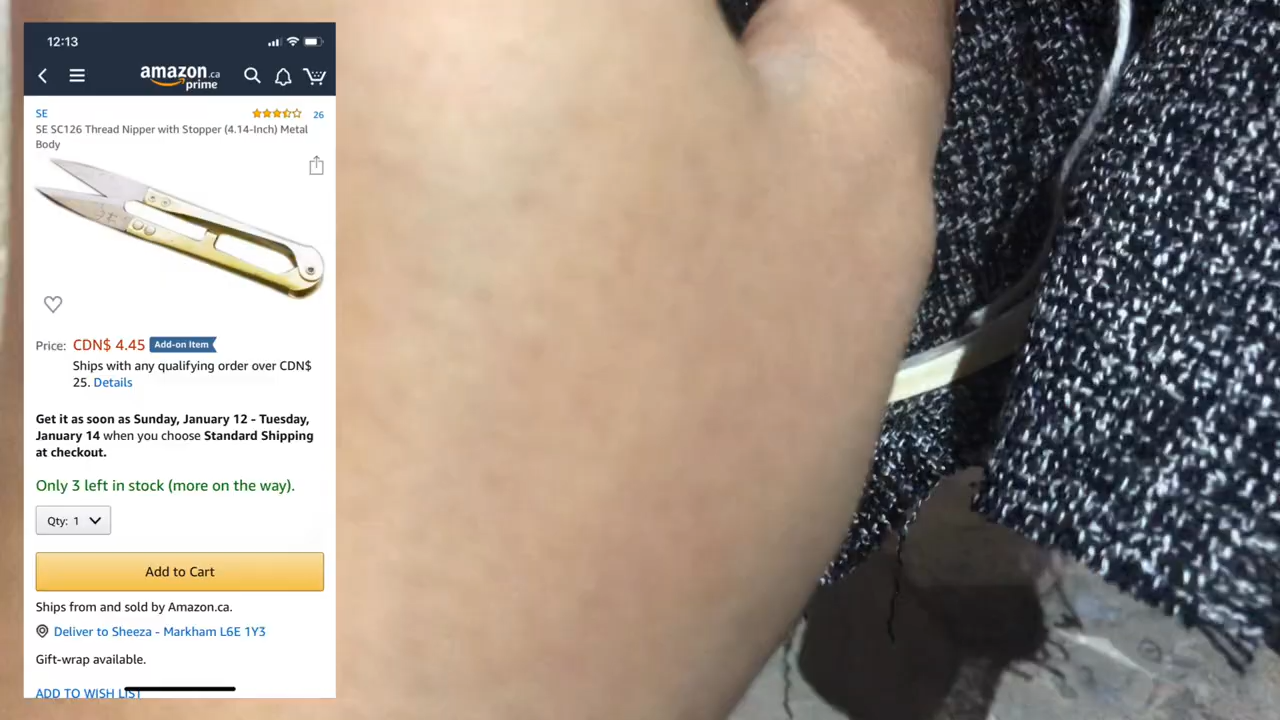 12:13
amazon.ca
prime
SE
26
SE SC126 Thread Nipper with Stopper (4.14-Inch) Metal
Body
Price: CDN$ 4.45 Add-on Item
Ships with any qualifying order over CDN$
25. Details
Get it as soon as Sunday, January 12 - Tuesday,
January 14 when you choose Standard Shipping
at checkout.
Only 3 left in stock (more on the way).
Qty: 1
Add to Cart
Ships from and sold by Amazon.ca.
Deliver to Sheeza - Markham L6E 1Y3
Gift-wrap available.
ADD TO WISH LIST